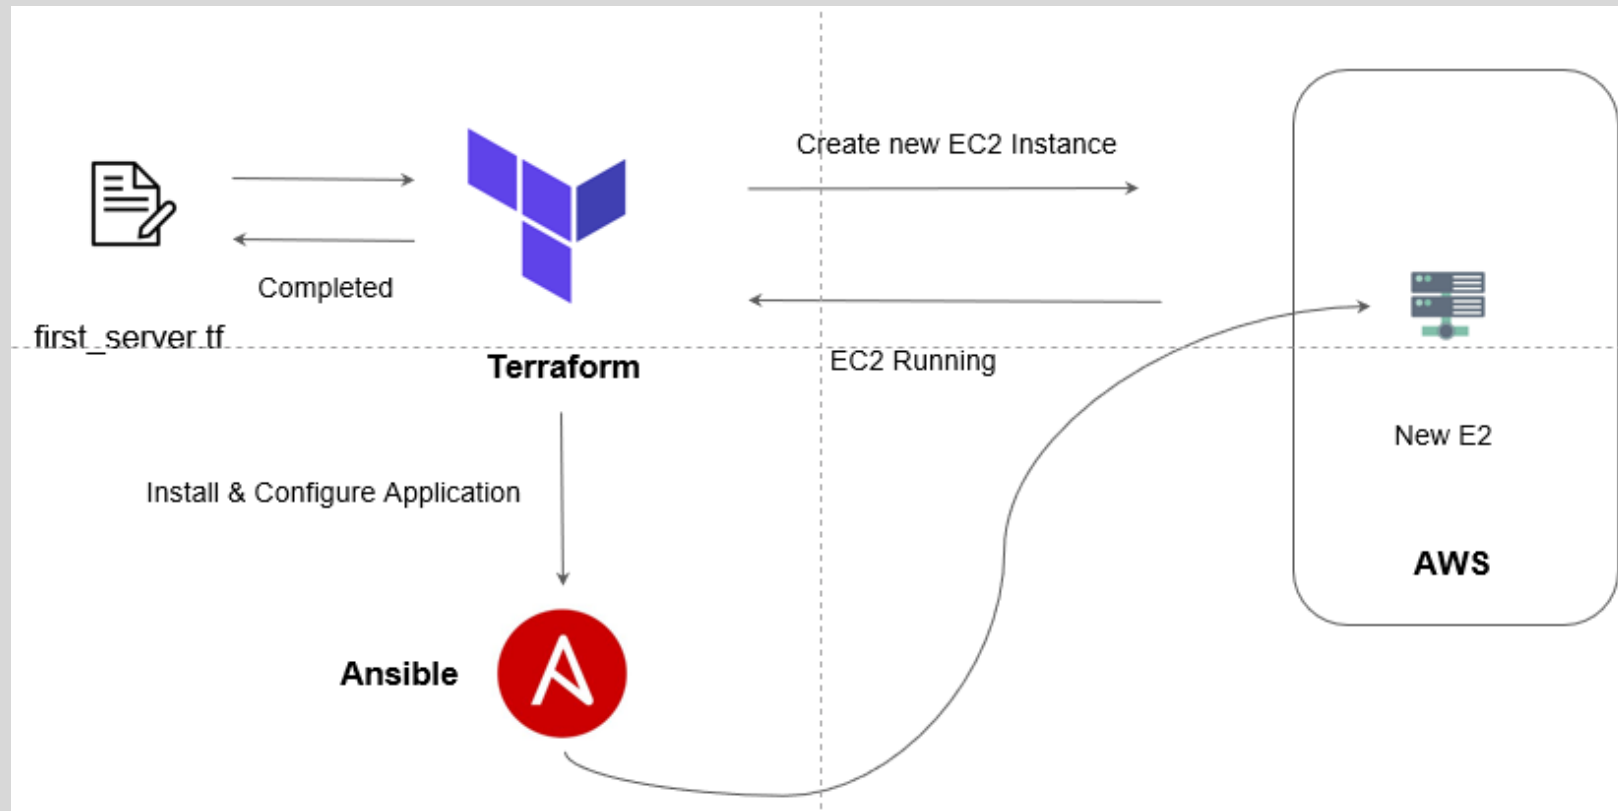 Create new EC2 Instance
Completed
first_server.tf
Terraform
EC2 Running
New E2
Install & Configure Application
AWS
Ansible